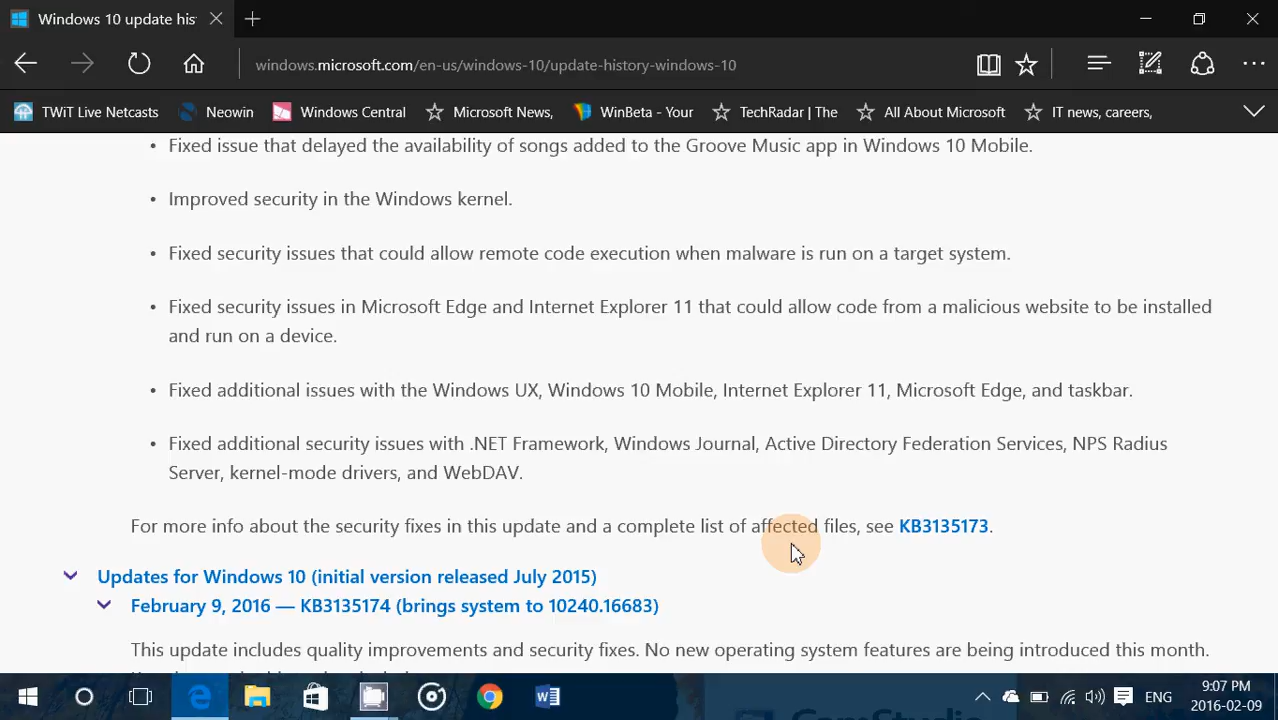 Windows 10 update his
windows.microsoft.com/en-us/windows-10/update-history-windows-10
TWiT Live Netcasts Neowin Windows Central Microsoft News, WinBeta - Your TechRadar | The All About Microsoft IT news, careers,
• Fixed issue that delayed the availability of songs added to the Groove Music app in Windows 10 Mobile.
• Improved security in the Windows kernel.
• Fixed security issues that could allow remote code execution when malware is run on a target system.
• Fixed security issues in Microsoft Edge and Internet Explorer 11 that could allow code from a malicious website to be installed
and run on a device.
• Fixed additional issues with the Windows UX, Windows 10 Mobile, Internet Explorer 11, Microsoft Edge, and taskbar.
• Fixed additional security issues with .NET Framework, Windows Journal, Active Directory Federation Services, NPS Radius
Server, kernel-mode drivers, and WebDAV.
For more info about the security fixes in this update and a complete list of affected files, see KB3135173.
Updates for Windows 10 (initial version released July 2015)
February 9, 2016 — KB3135174 (brings system to 10240.16683)
This update includes quality improvements and security fixes. No new operating system features are being introduced this month.
ENG
9:07 PM
2016-02-09